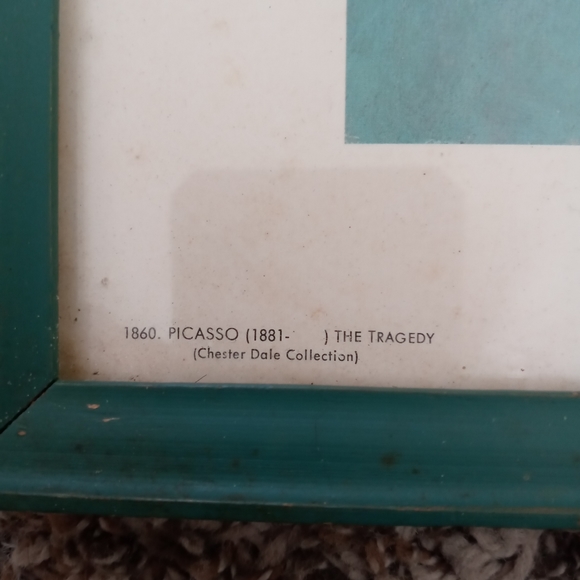 1860. PICASSO (1881-     ) THE TRAGEDY
(Chester Dale Collection)